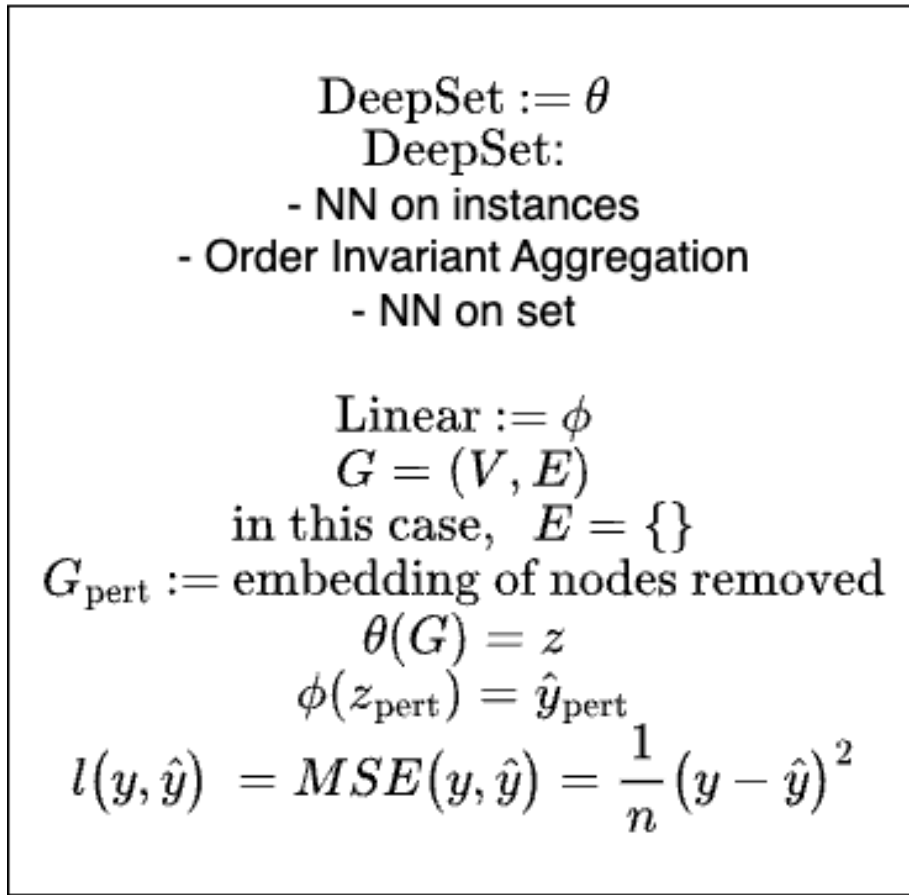 DeepSet := θ
DeepSet:
- NN on instances
- Order Invariant Aggregation
- NN on set
Linear := ϕ
G = (V, E)
in this case, E = {}
G_pert := embedding of nodes removed
θ(G) = z
ϕ(z_pert) = ŷ_pert
l(y, ŷ) = MSE(y, ŷ) = 1/n (y − ŷ)²